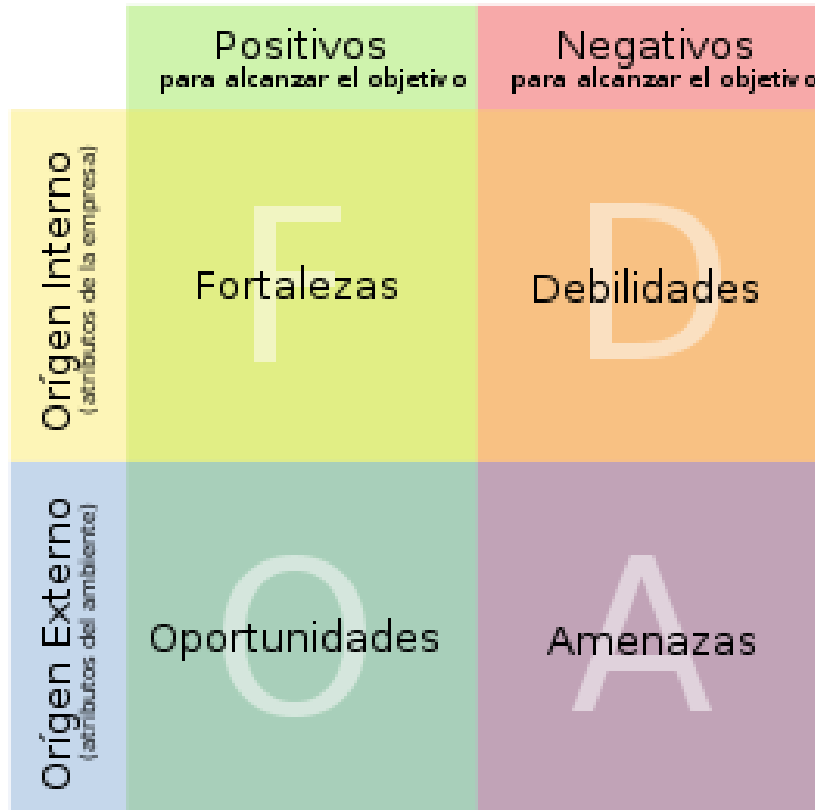 Positivos
para alcanzar el objetivo
Negativos
para alcanzar el objetivo
Orígen Interno
(atributos de la empresa)
F
Fortalezas
D
Debilidades
Orígen Externo
(atributos del ambiente)
O
Oportunidades
A
Amenazas